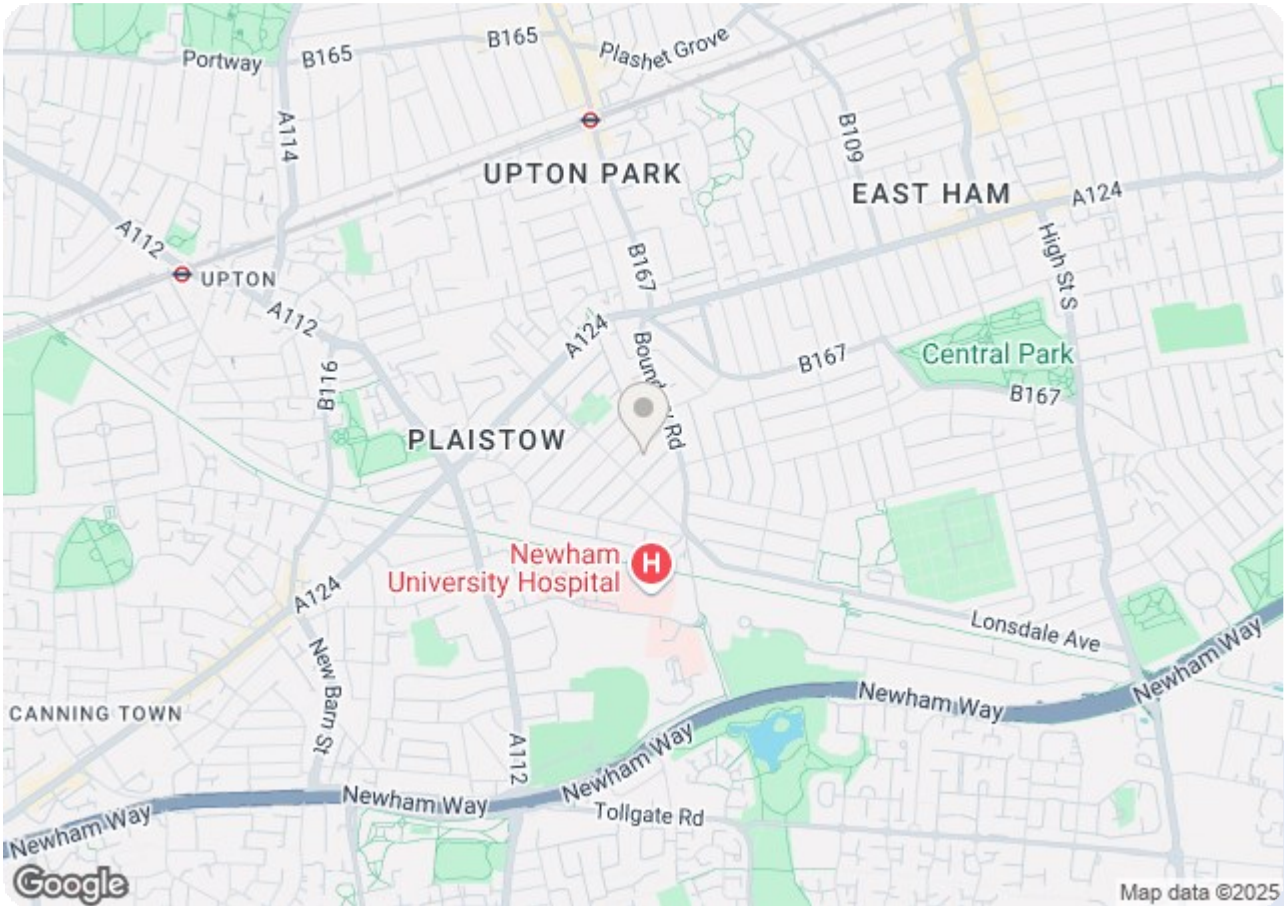 B165
Plashet Grove
Portway
B165
A114
B109
UPTON PARK
EAST HAM
A124
A112
High St S
B167
UPTON
A112
A124
Boundary Rd
B167
Central Park
B116
B167
PLAISTOW
Newham
University Hospital
H
A124
Lonsdale Ave
New Barn St
Newham Way
Newham Way
CANNING TOWN
A112
Newham Way
Newham Way
Newham Way
Tollgate Rd
Google
Map data ©2025